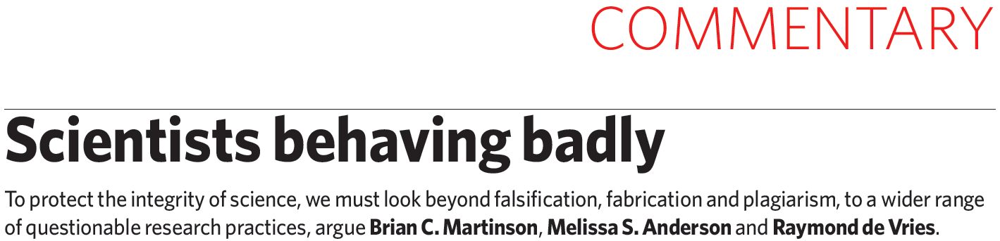 COMMENTARY
Scientists behaving badly
To protect the integrity of science, we must look beyond falsification, fabrication and plagiarism, to a wider range
of questionable research practices, argue Brian C. Martinson, Melissa S. Anderson and Raymond de Vries.